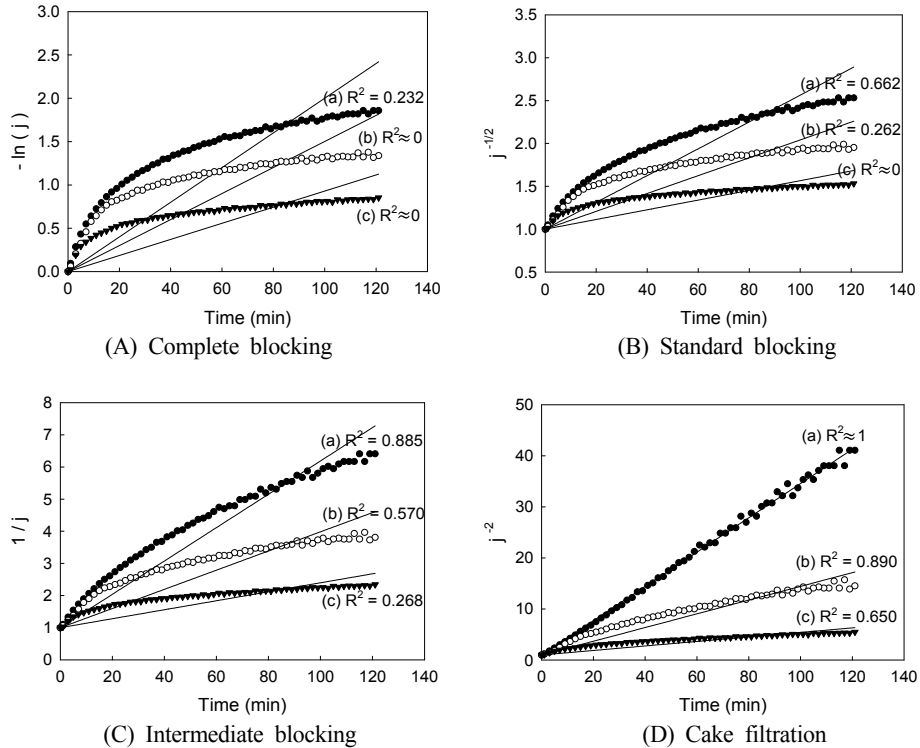 - ln ( j )
2.5
2.0
1.5
1.0
0.5
0.0
(a) R² = 0.232
(b) R²≈0
(c) R²≈0
0 20 40 60 80 100 120 140
Time (min)
(A) Complete blocking
j -1/2
3.5
3.0
2.5
2.0
1.5
1.0
0.5
(a) R² = 0.662
(b) R² = 0.262
(c) R²≈0
0 20 40 60 80 100 120 140
Time (min)
(B) Standard blocking
1 / j
8
7
6
5
4
3
2
1
0
(a) R² = 0.885
(b) R² = 0.570
(c) R² = 0.268
0 20 40 60 80 100 120 140
Time (min)
(C) Intermediate blocking
j -2
50
40
30
20
10
0
(a) R²≈1
(b) R² = 0.890
(c) R² = 0.650
0 20 40 60 80 100 120 140
Time (min)
(D) Cake filtration